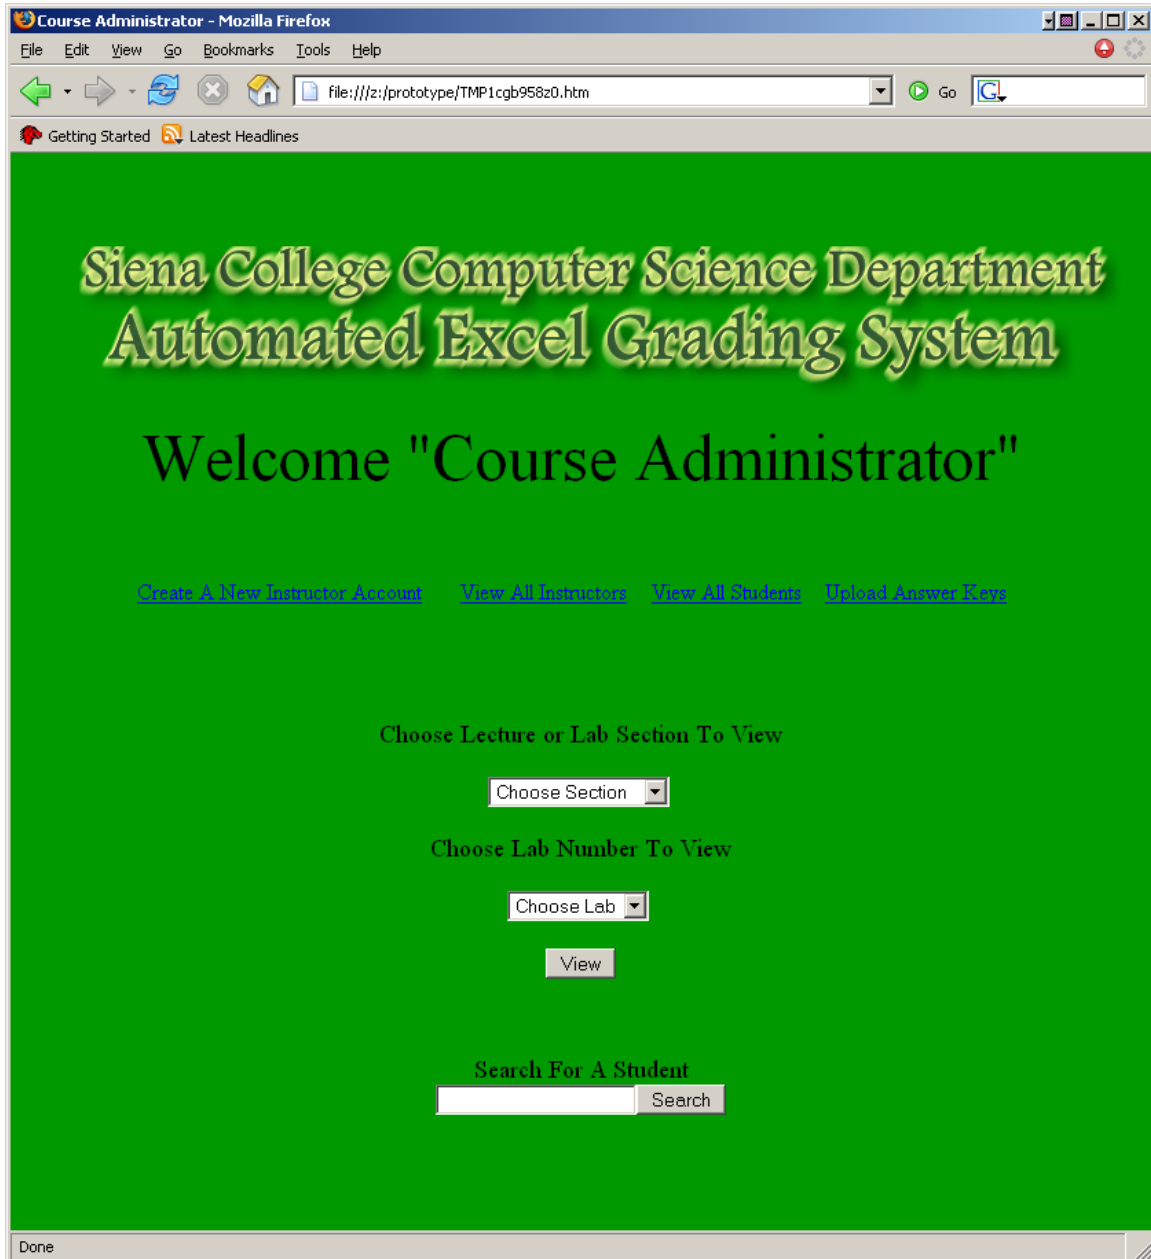 Course Administrator - Mozilla Firefox
File Edit View Go Bookmarks Tools Help
file:///z:/prototype/TMP1cgb958z0.htm Go G
Getting Started Latest Headlines
Siena College Computer Science Department
Automated Excel Grading System
Welcome "Course Administrator"
Create A New Instructor Account View All Instructors View All Students Upload Answer Keys
Choose Lecture or Lab Section To View
Choose Section
Choose Lab Number To View
Choose Lab
View
Search For A Student
Search
Done